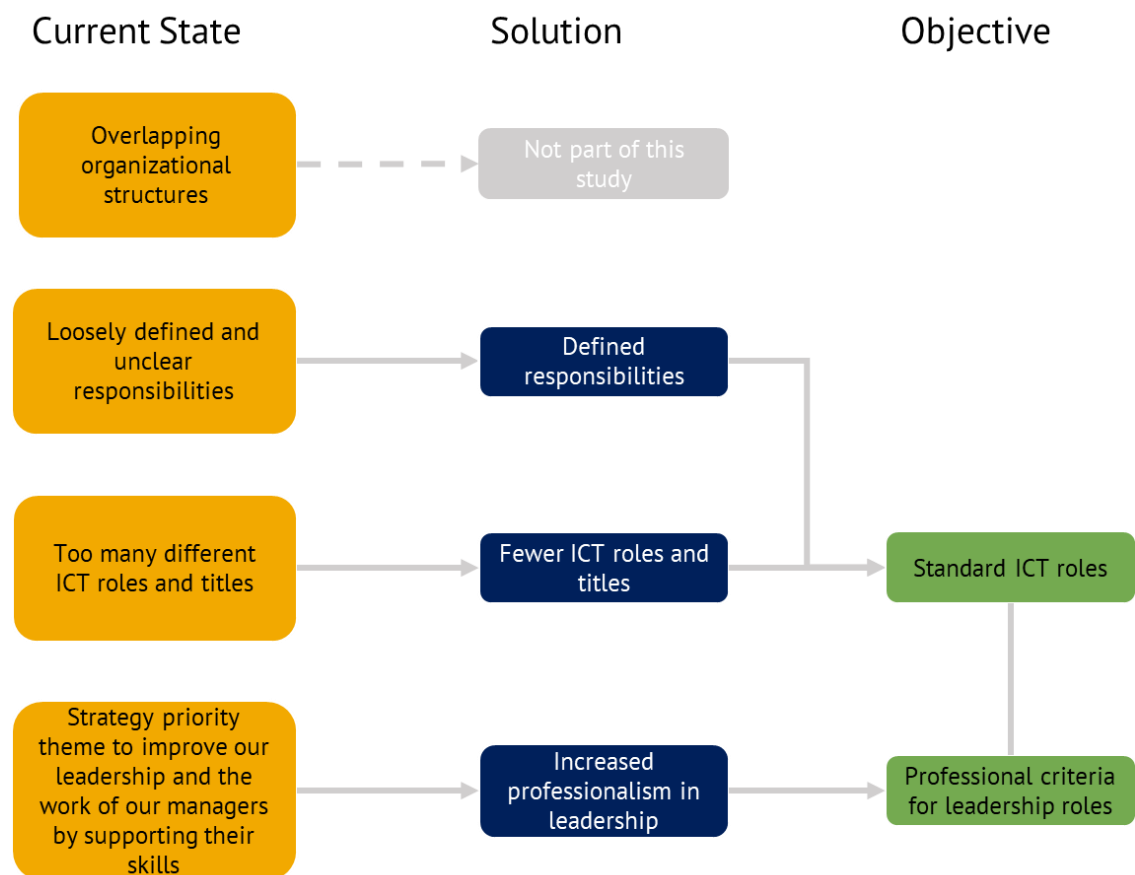 Current State
Solution
Objective
Overlapping
organizational
structures
Not part of this
study
Loosely defined and
unclear
responsibilities
Defined
responsibilities
Too many different
ICT roles and titles
Fewer ICT roles and
titles
Standard ICT roles
Strategy priority
theme to improve our
leadership and the
work of our managers
by supporting their
skills
Increased
professionalism in
leadership
Professional criteria
for leadership roles